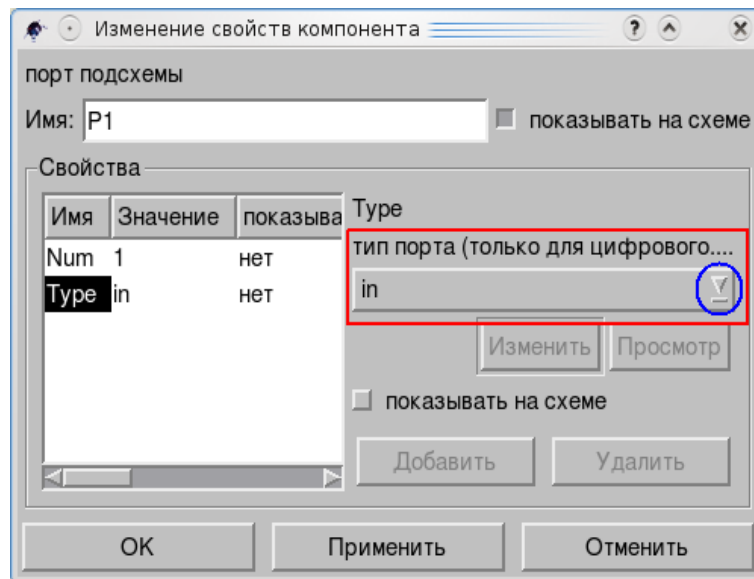 Изменение свойств компонента
порт подсхемы
Имя: P1 показывать на схеме
Свойства
Имя Значение показыва Type
тип порта (только для цифрового....
Num 1 нет
in
Type in нет
Изменить Просмотр
показывать на схеме
Добавить Удалить
OK Применить Отменить